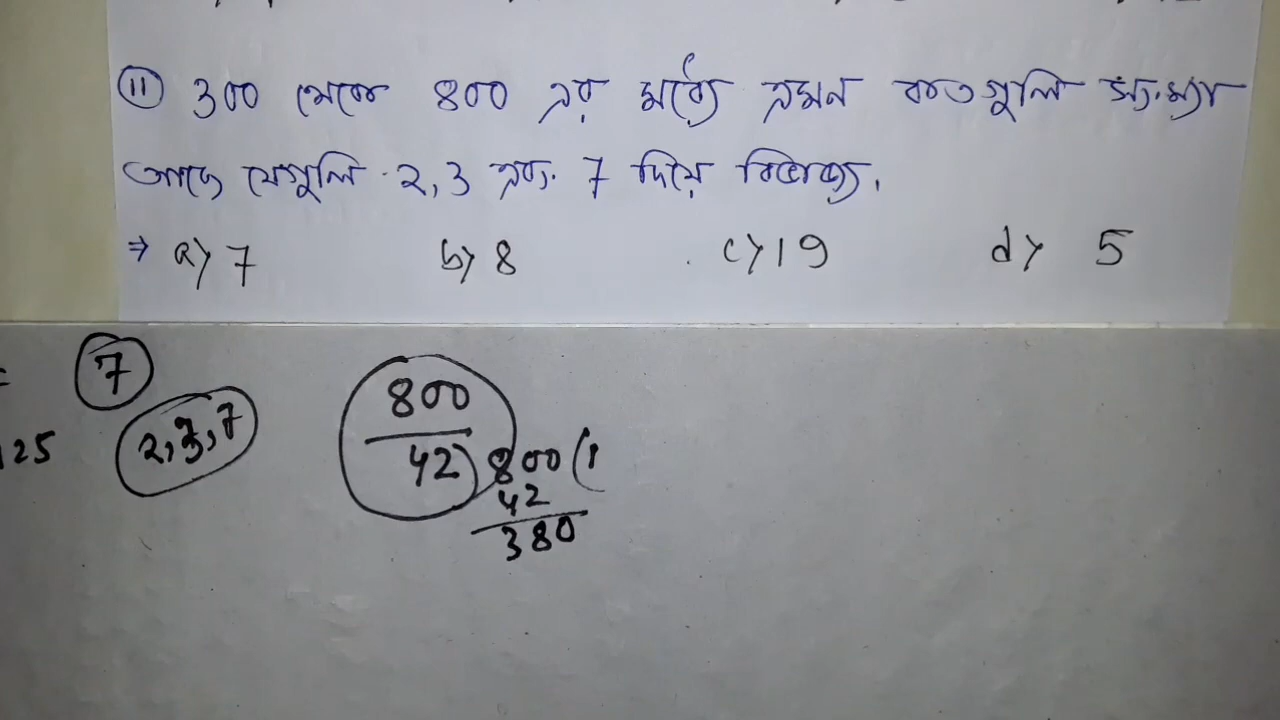 11 300 থেকে 800 এর মধ্যে এমন কতগুলি সংখ্যা
আছে যেগুলি 2,3 এবং 7 দিয়ে বিভাজ্য।
⇒ a) 7 b) 8 c) 19 d) 5
= 7
125 2,3,7
800
42) 800 (1
42
380